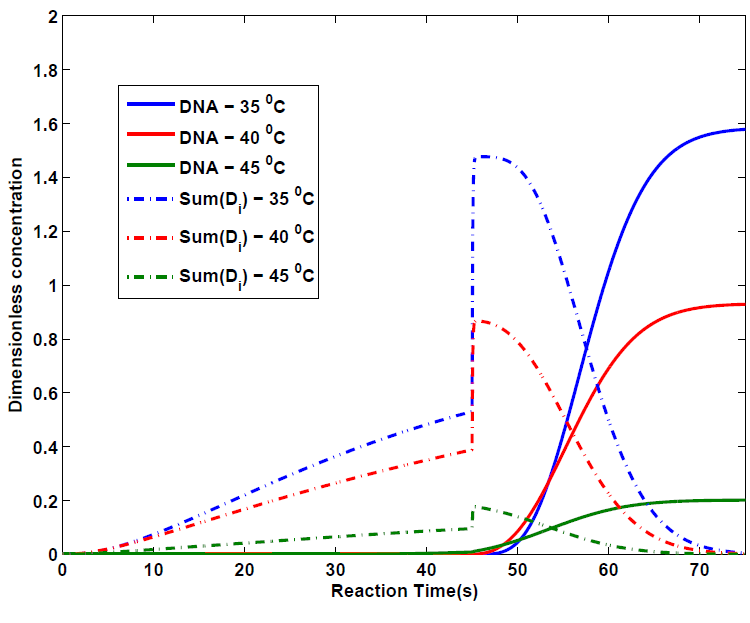 2
1.8
1.6
1.4
1.2
1
0.8
0.6
0.4
0.2
0
Dimensionless concentration
DNA − 35 ⁰C
DNA − 40 ⁰C
DNA − 45 ⁰C
Sum(Dᵢ) − 35 ⁰C
Sum(Dᵢ) − 40 ⁰C
Sum(Dᵢ) − 45 ⁰C
0 10 20 30 40 50 60 70
Reaction Time(s)